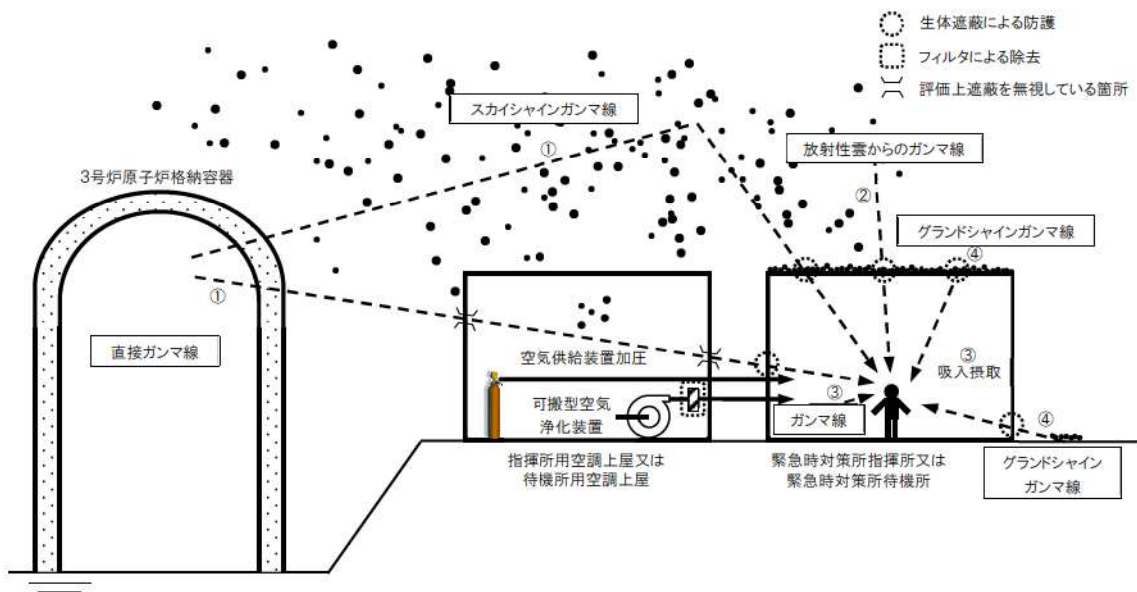 生体遮蔽による防護
フィルタによる除去
評価上遮蔽を無視している箇所
スカイシャインガンマ線
①
放射性雲からのガンマ線
②
3号炉原子炉格納容器
グランドシャインガンマ線
④
①
直接ガンマ線
空気供給装置加圧
③
吸入摂取
可搬型空気
浄化装置
③
ガンマ線
④
指揮所用空調上屋又は
待機所用空調上屋
緊急時対策所指揮所又は
緊急時対策所待機所
グランドシャイン
ガンマ線